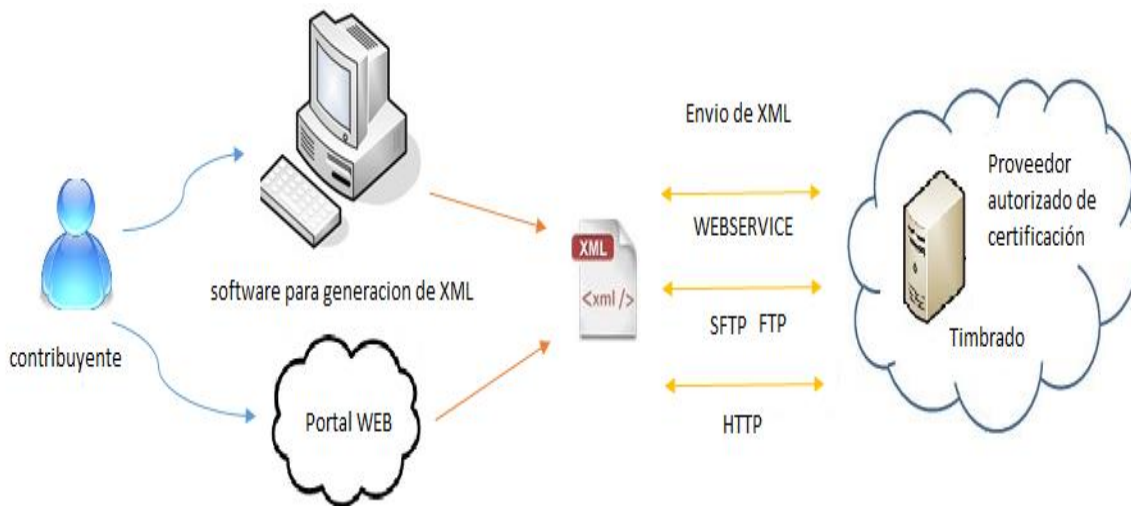 contribuyente
software para generacion de XML
Portal WEB
XML
<xml/>
Envio de XML
WEBSERVICE
SFTP FTP
HTTP
Proveedor
autorizado de
certificación
Timbrado